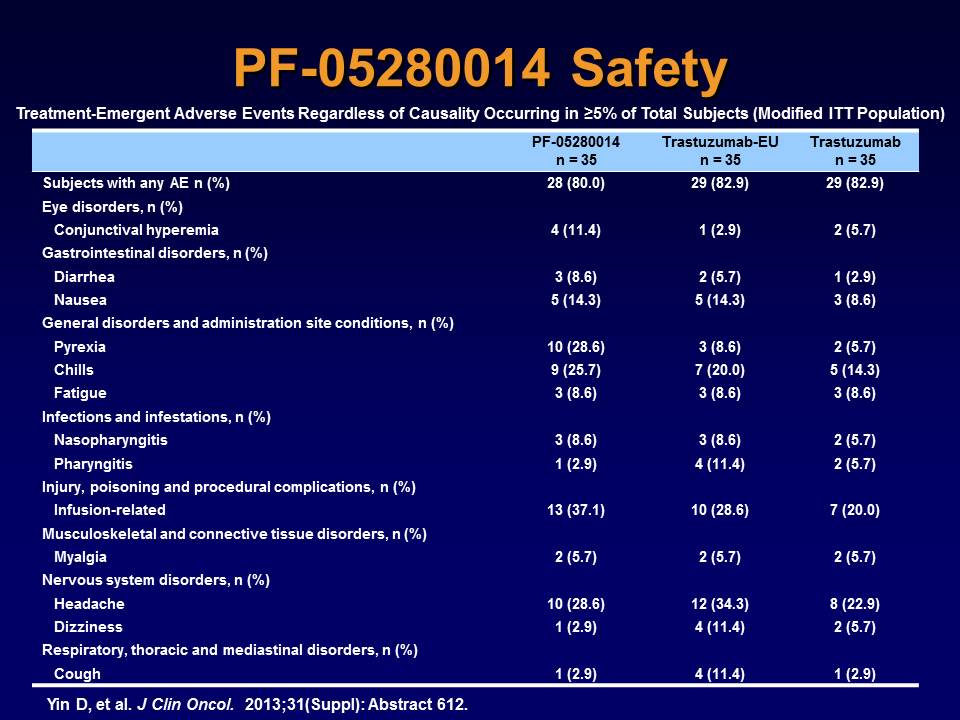 PF-05280014 Safety
Treatment-Emergent Adverse Events Regardless of Causality Occurring in ≥5% of Total Subjects (Modified ITT Population)
PF-05280014 Trastuzumab-EU Trastuzumab
n = 35 n = 35 n = 35
Subjects with any AE n (%) 28 (80.0) 29 (82.9) 29 (82.9)
Eye disorders, n (%)
Conjunctival hyperemia 4 (11.4) 1 (2.9) 2 (5.7)
Gastrointestinal disorders, n (%)
Diarrhea 3 (8.6) 2 (5.7) 1 (2.9)
Nausea 5 (14.3) 5 (14.3) 3 (8.6)
General disorders and administration site conditions, n (%)
Pyrexia 10 (28.6) 3 (8.6) 2 (5.7)
Chills 9 (25.7) 7 (20.0) 5 (14.3)
Fatigue 3 (8.6) 3 (8.6) 3 (8.6)
Infections and infestations, n (%)
Nasopharyngitis 3 (8.6) 3 (8.6) 2 (5.7)
Pharyngitis 1 (2.9) 4 (11.4) 2 (5.7)
Injury, poisoning and procedural complications, n (%)
Infusion-related 13 (37.1) 10 (28.6) 7 (20.0)
Musculoskeletal and connective tissue disorders, n (%)
Myalgia 2 (5.7) 2 (5.7) 2 (5.7)
Nervous system disorders, n (%)
Headache 10 (28.6) 12 (34.3) 8 (22.9)
Dizziness 1 (2.9) 4 (11.4) 2 (5.7)
Respiratory, thoracic and mediastinal disorders, n (%)
Cough 1 (2.9) 4 (11.4) 1 (2.9)
Yin D, et al. J Clin Oncol. 2013;31(Suppl): Abstract 612.